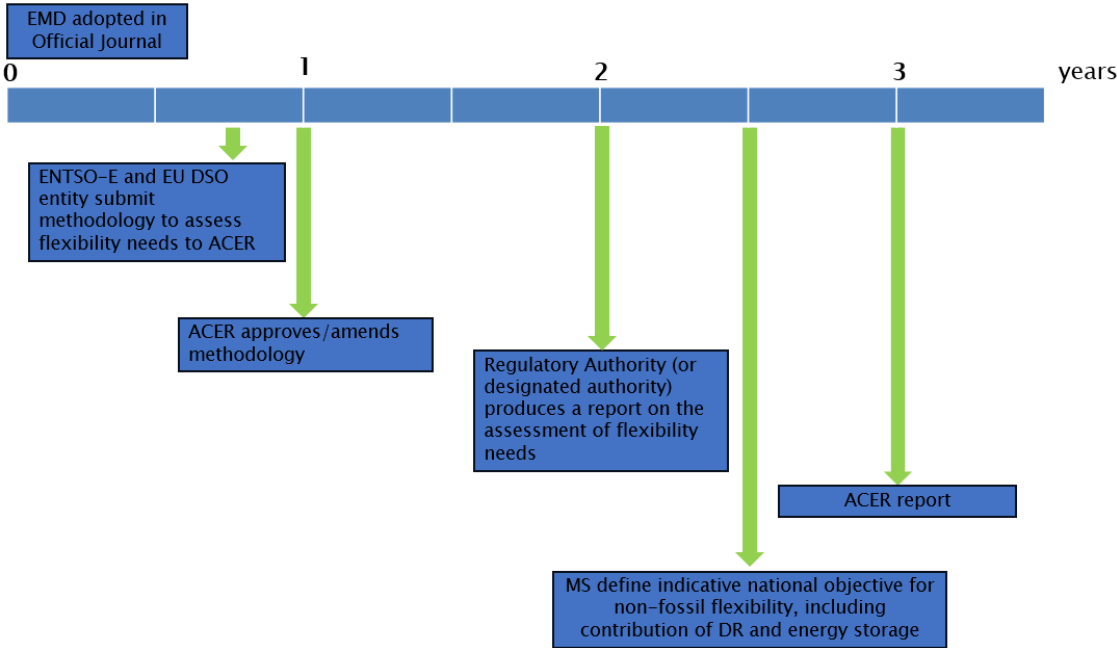 EMD adopted in
Official Journal
0
1
2
3
years
ENTSO-E and EU DSO
entity submit
methodology to assess
flexibility needs to ACER
ACER approves/amends
methodology
Regulatory Authority (or
designated authority)
produces a report on the
assessment of flexibility
needs
ACER report
MS define indicative national objective for
non-fossil flexibility, including
contribution of DR and energy storage